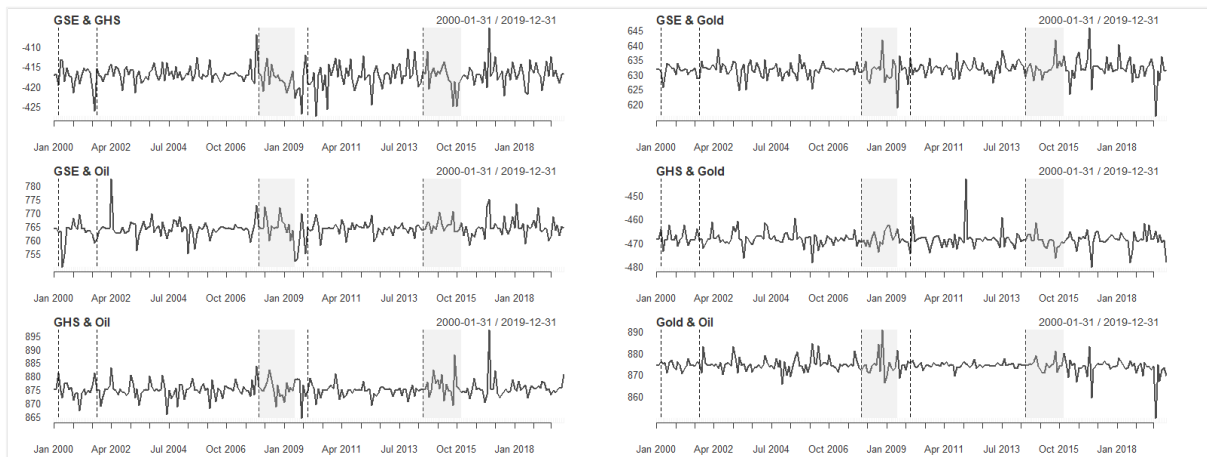 GSE & GHS 2000-01-31 / 2019-12-31
-410
-415
-420
-425
Jan 2000 Apr 2002 Jul 2004 Oct 2006 Jan 2009 Apr 2011 Jul 2013 Oct 2015 Jan 2018
GSE & Gold 2000-01-31 / 2019-12-31
645
640
635
630
625
620
Jan 2000 Apr 2002 Jul 2004 Oct 2006 Jan 2009 Apr 2011 Jul 2013 Oct 2015 Jan 2018
GSE & Oil 2000-01-31 / 2019-12-31
780
775
770
765
760
755
Jan 2000 Apr 2002 Jul 2004 Oct 2006 Jan 2009 Apr 2011 Jul 2013 Oct 2015 Jan 2018
GHS & Gold 2000-01-31 / 2019-12-31
-450
-460
-470
-480
Jan 2000 Apr 2002 Jul 2004 Oct 2006 Jan 2009 Apr 2011 Jul 2013 Oct 2015 Jan 2018
GHS & Oil 2000-01-31 / 2019-12-31
895
890
885
880
875
870
865
Jan 2000 Apr 2002 Jul 2004 Oct 2006 Jan 2009 Apr 2011 Jul 2013 Oct 2015 Jan 2018
Gold & Oil 2000-01-31 / 2019-12-31
890
880
870
860
Jan 2000 Apr 2002 Jul 2004 Oct 2006 Jan 2009 Apr 2011 Jul 2013 Oct 2015 Jan 2018